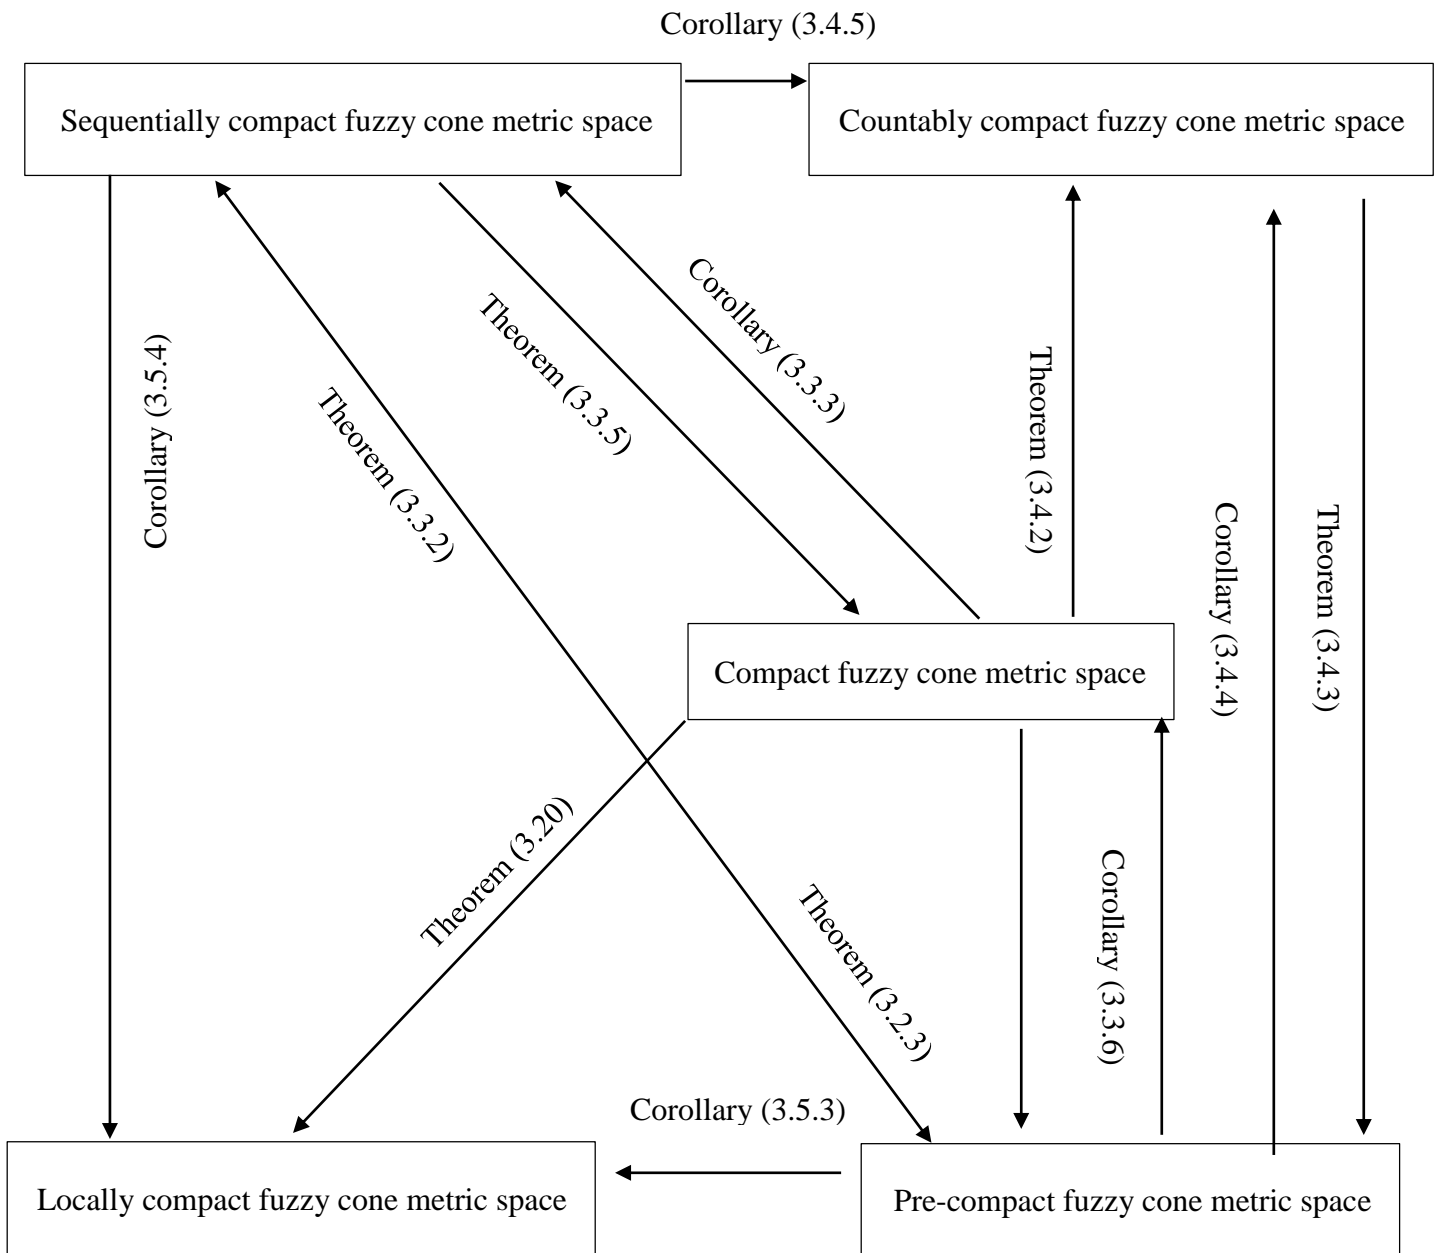 Corollary (3.4.5)
Sequentially compact fuzzy cone metric space
Countably compact fuzzy cone metric space
Corollary (3.3.3)
Theorem (3.3.5)
Corollary (3.5.4)
Theorem (3.3.2)
Theorem (3.4.2)
Corollary (3.4.4)
Theorem (3.4.3)
Compact fuzzy cone metric space
Theorem (3.20)
Theorem (3.2.3)
Corollary (3.3.6)
Corollary (3.5.3)
Locally compact fuzzy cone metric space
Pre-compact fuzzy cone metric space